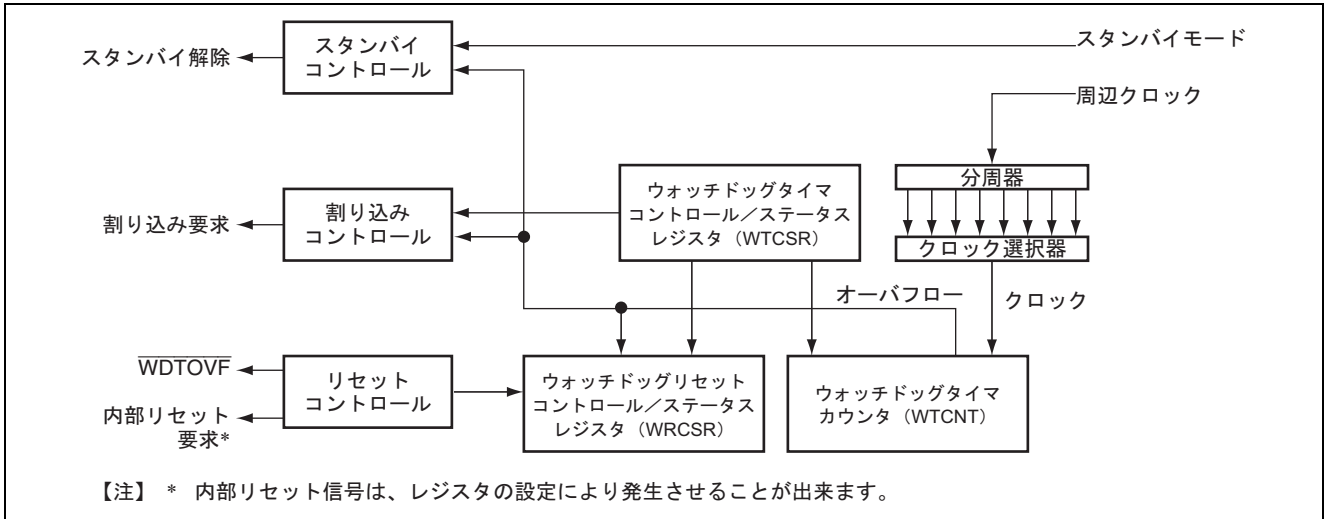 スタンバイ解除
スタンバイ
コントロール
スタンバイモード
周辺クロック
分周器
クロック選択器
割り込み要求
割り込み
コントロール
ウォッチドッグタイマ
コントロール／ステータス
レジスタ（WTCSR）
オーバフロー
クロック
WDTOVF
内部リセット
要求*
リセット
コントロール
ウォッチドッグリセット
コントロール／ステータス
レジスタ（WRCSR）
ウォッチドッグタイマ
カウンタ（WTCNT）
【注】 * 内部リセット信号は、レジスタの設定により発生させることが出来ます。